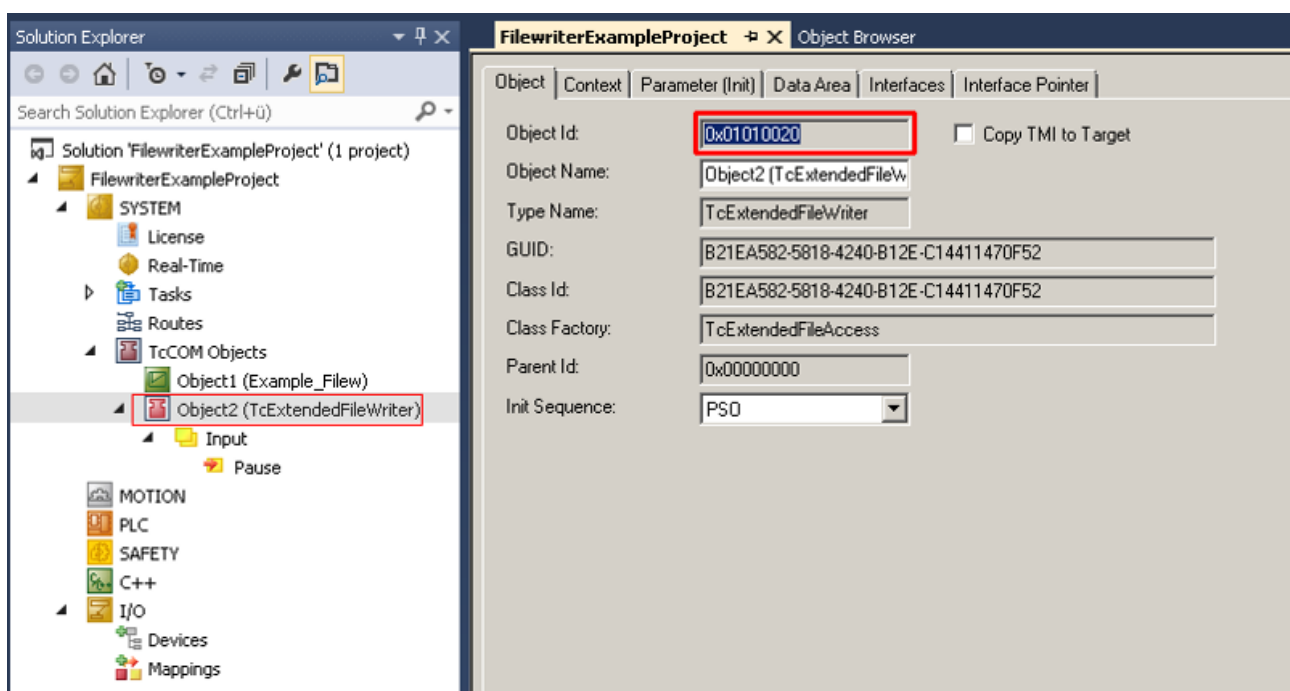 Solution Explorer
Search Solution Explorer (Ctrl+ü)
Solution 'FilewriterExampleProject' (1 project)
FilewriterExampleProject
SYSTEM
License
Real-Time
Tasks
Routes
TcCOM Objects
Object1 (Example_Filew)
Object2 (TcExtendedFileWriter)
Input
Pause
MOTION
PLC
SAFETY
C++
I/O
Devices
Mappings
FilewriterExampleProject Object Browser
Object Context Parameter (Init) Data Area Interfaces Interface Pointer
Object Id: 0x01010020 Copy TMI to Target
Object Name: Object2 (TcExtendedFileW
Type Name: TcExtendedFileWriter
GUID: B21EA582-5818-4240-B12E-C14411470F52
Class Id: B21EA582-5818-4240-B12E-C14411470F52
Class Factory: TcExtendedFileAccess
Parent Id: 0x00000000
Init Sequence: PSO